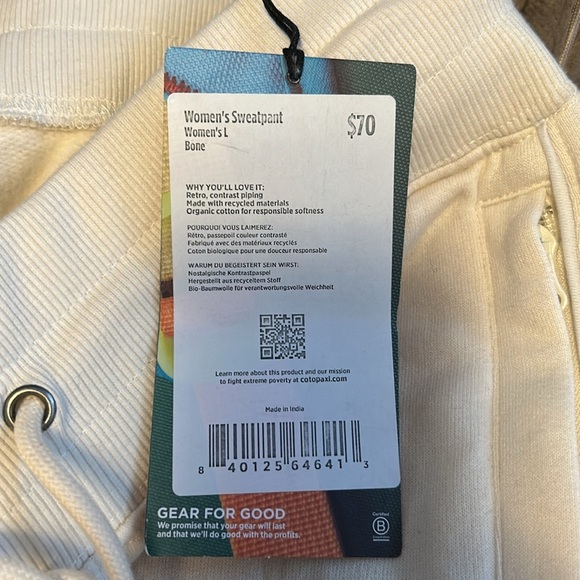 Women's Sweatpant
$70
Women's L
Bone
WHY YOU'LL LOVE IT:
Retro, contrast piping
Made with recycled materials
Organic cotton for responsible softness
POURQUOI VOUS L'AIMEREZ:
Rétro, passepoil couleur contrasté
Fabriqué avec des matériaux recyclés
Coton biologique pour une douceur responsable
WARUM DU BEGEISTERT SEIN WIRST:
Nostalgische Kontrastpaspel
Hergestellt aus recyceltem Stoff
Bio-Baumwolle für verantwortungsvolle Weichheit
Learn more about this product and our mission
to fight extreme poverty at cotopaxi.com
Made in India
8 40125 64641 3
GEAR FOR GOOD
We promise that your gear will last
and that we'll do good with the profits.
Certified
B
Corporation